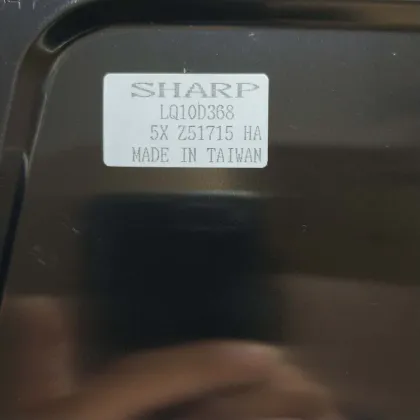 SHARP
LQ10D368
5X Z51715 HA
MADE IN TAIWAN